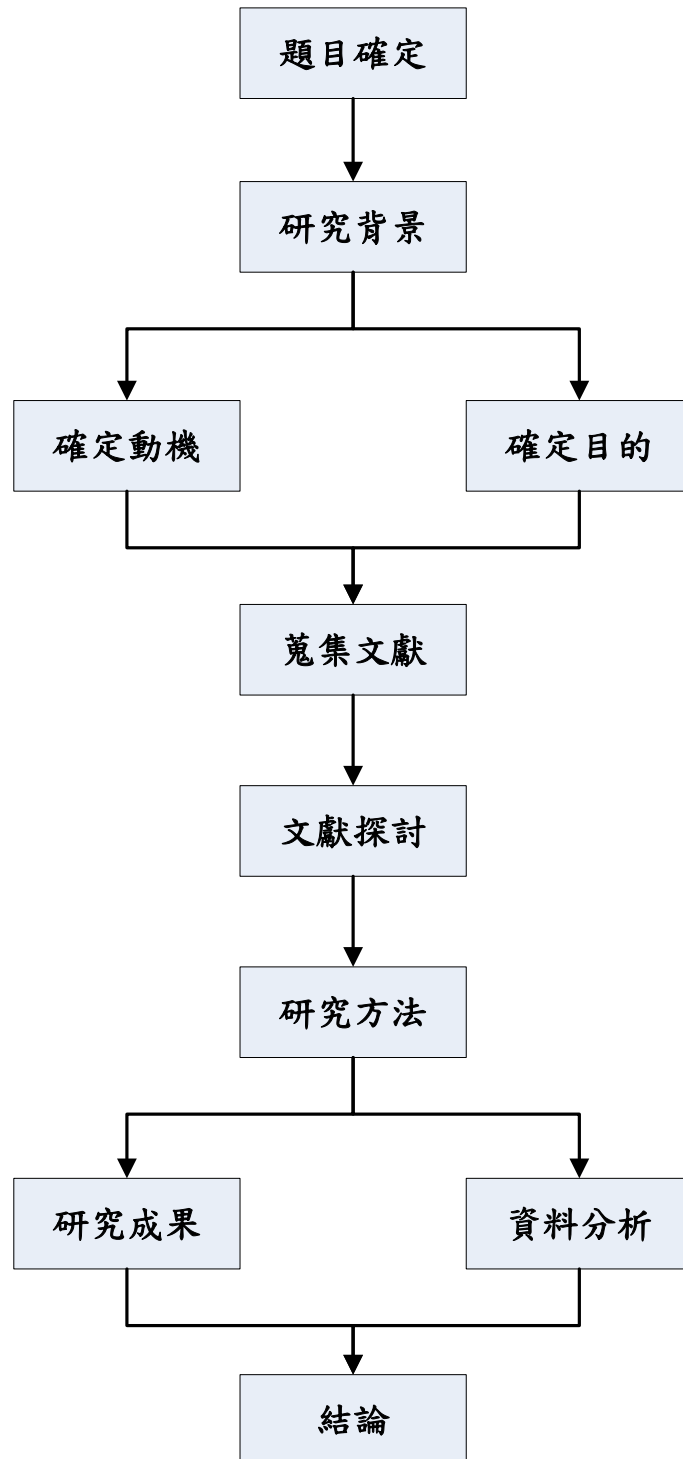 題目確定
研究背景
確定動機
確定目的
蒐集文獻
文獻探討
研究方法
研究成果
資料分析
結論